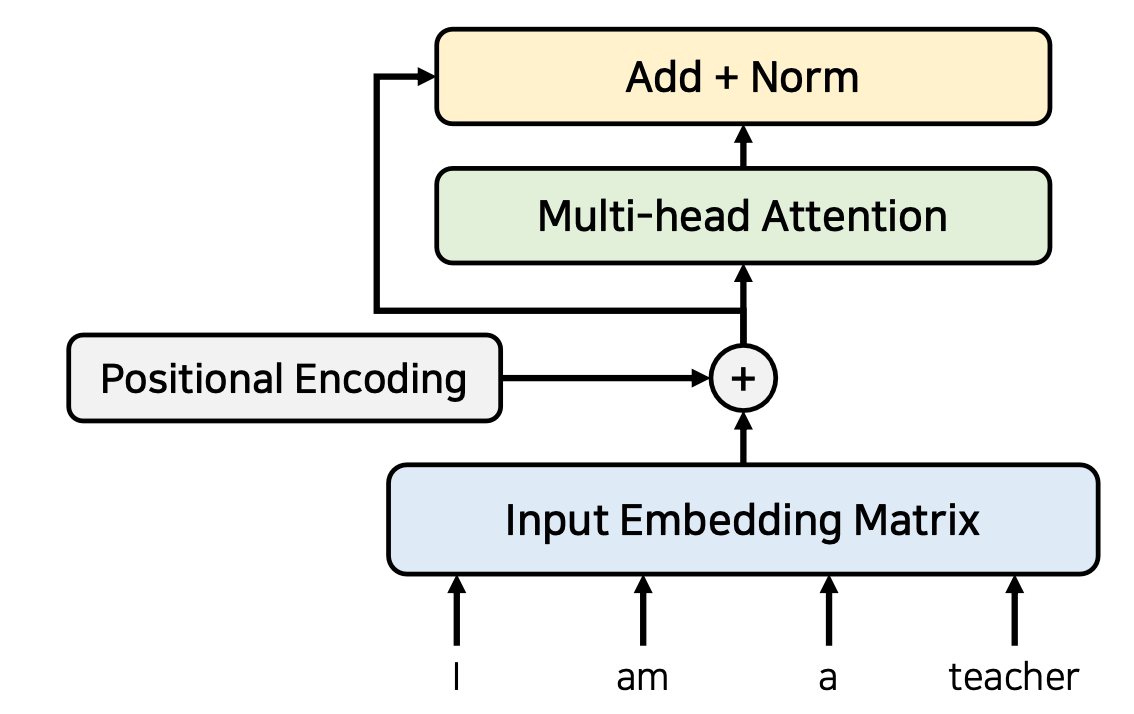 Add + Norm
Multi-head Attention
Positional Encoding
+
Input Embedding Matrix
I am a teacher